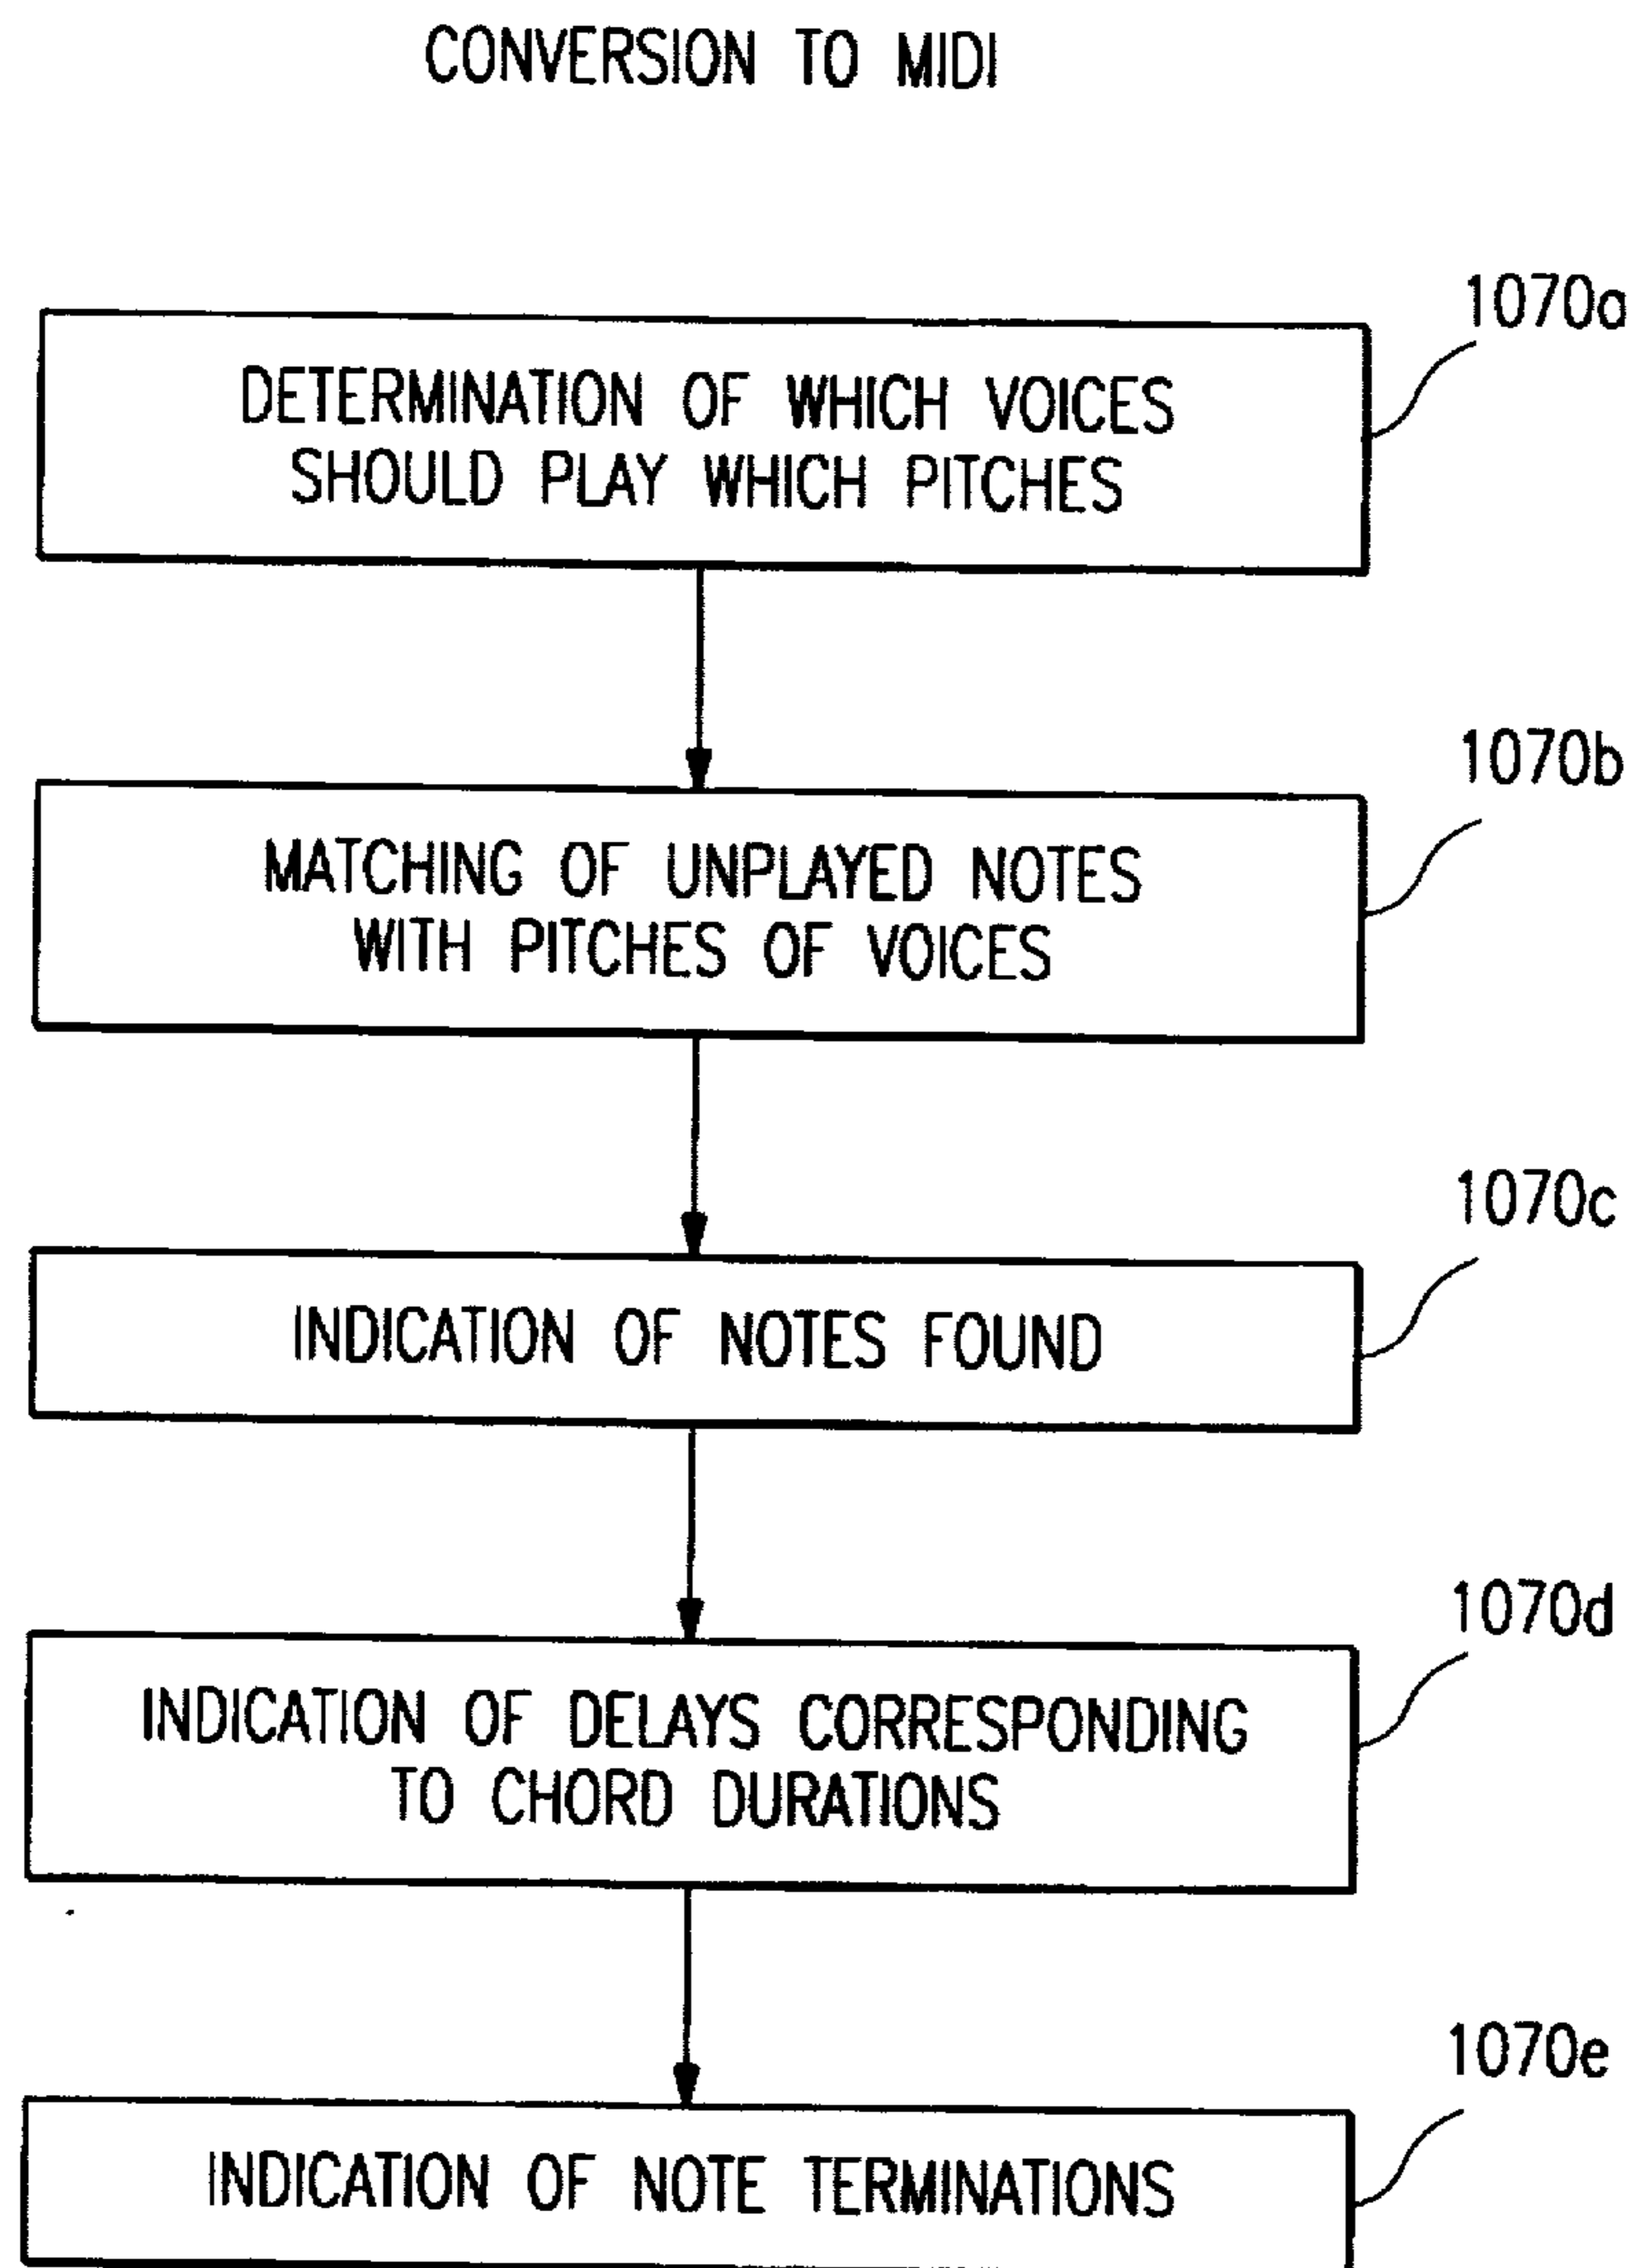 CONVERSION TO MIDI
1070a
DETERMINATION OF WHICH VOICES
SHOULD PLAY WHICH PITCHES
1070b
MATCHING OF UNPLAYED NOTES
WITH PITCHES OF VOICES
1070c
INDICATION OF NOTES FOUND
1070d
INDICATION OF DELAYS CORRESPONDING
TO CHORD DURATIONS
1070e
INDICATION OF NOTE TERMINATIONS